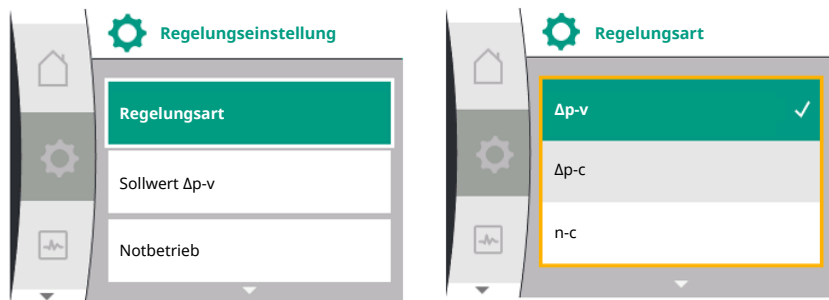 Regelungseinstellung
Regelungsart
Sollwert Δp-v
Notbetrieb
Regelungsart
Δp-v
Δp-c
n-c